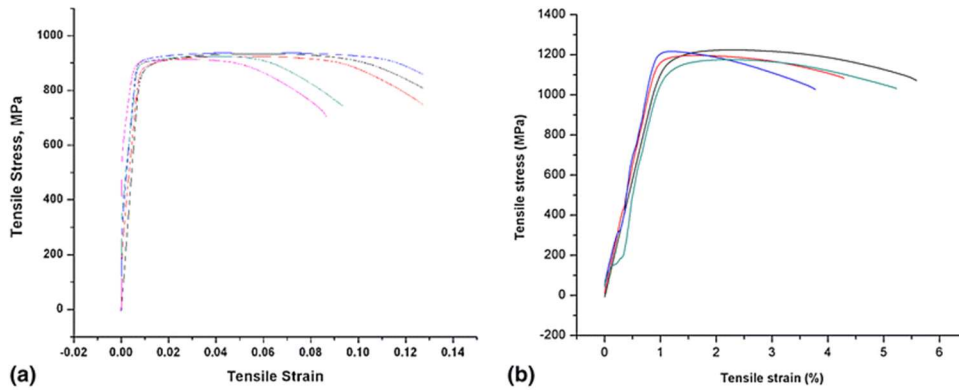 1000
800
600
400
200
0
Tensile Stress, MPa
-0.02 0.00 0.02 0.04 0.06 0.08 0.10 0.12 0.14
Tensile Strain
(a)
1400
1200
1000
800
600
400
200
0
-200
Tensile stress (MPa)
0 1 2 3 4 5 6
Tensile strain (%)
(b)